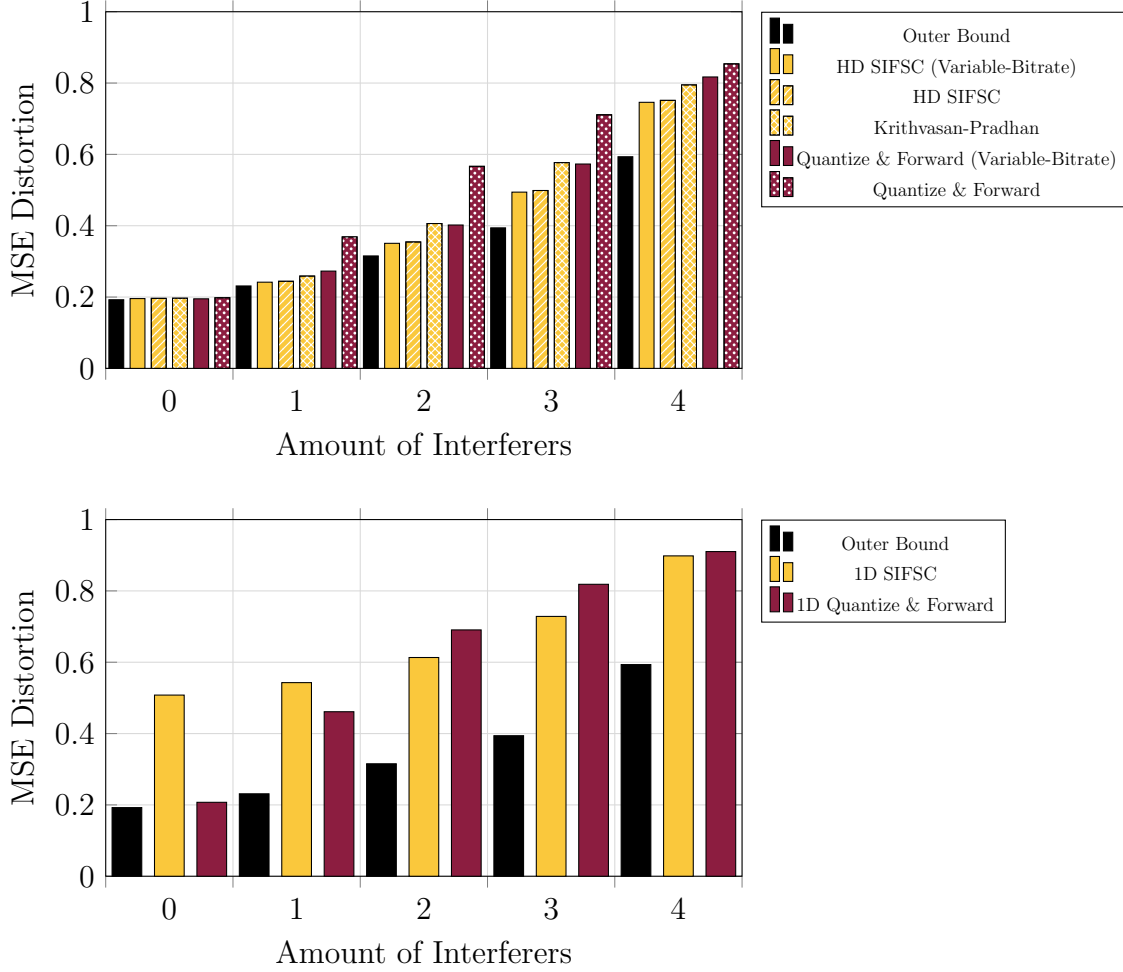 1
0.8
0.6
0.4
0.2
0
MSE Distortion
0 1 2 3 4
Amount of Interferers
Outer Bound
HD SIFSC (Variable-Bitrate)
HD SIFSC
Krithvasan-Pradhan
Quantize & Forward (Variable-Bitrate)
Quantize & Forward
1
0.8
0.6
0.4
0.2
0
MSE Distortion
0 1 2 3 4
Amount of Interferers
Outer Bound
1D SIFSC
1D Quantize & Forward